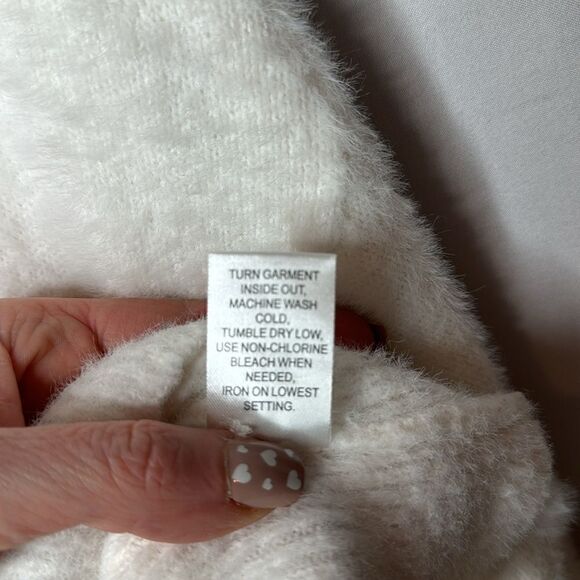 TURN GARMENT
INSIDE OUT,
MACHINE WASH
COLD,
TUMBLE DRY LOW,
USE NON-CHLORINE
BLEACH WHEN
NEEDED,
IRON ON LOWEST
SETTING.